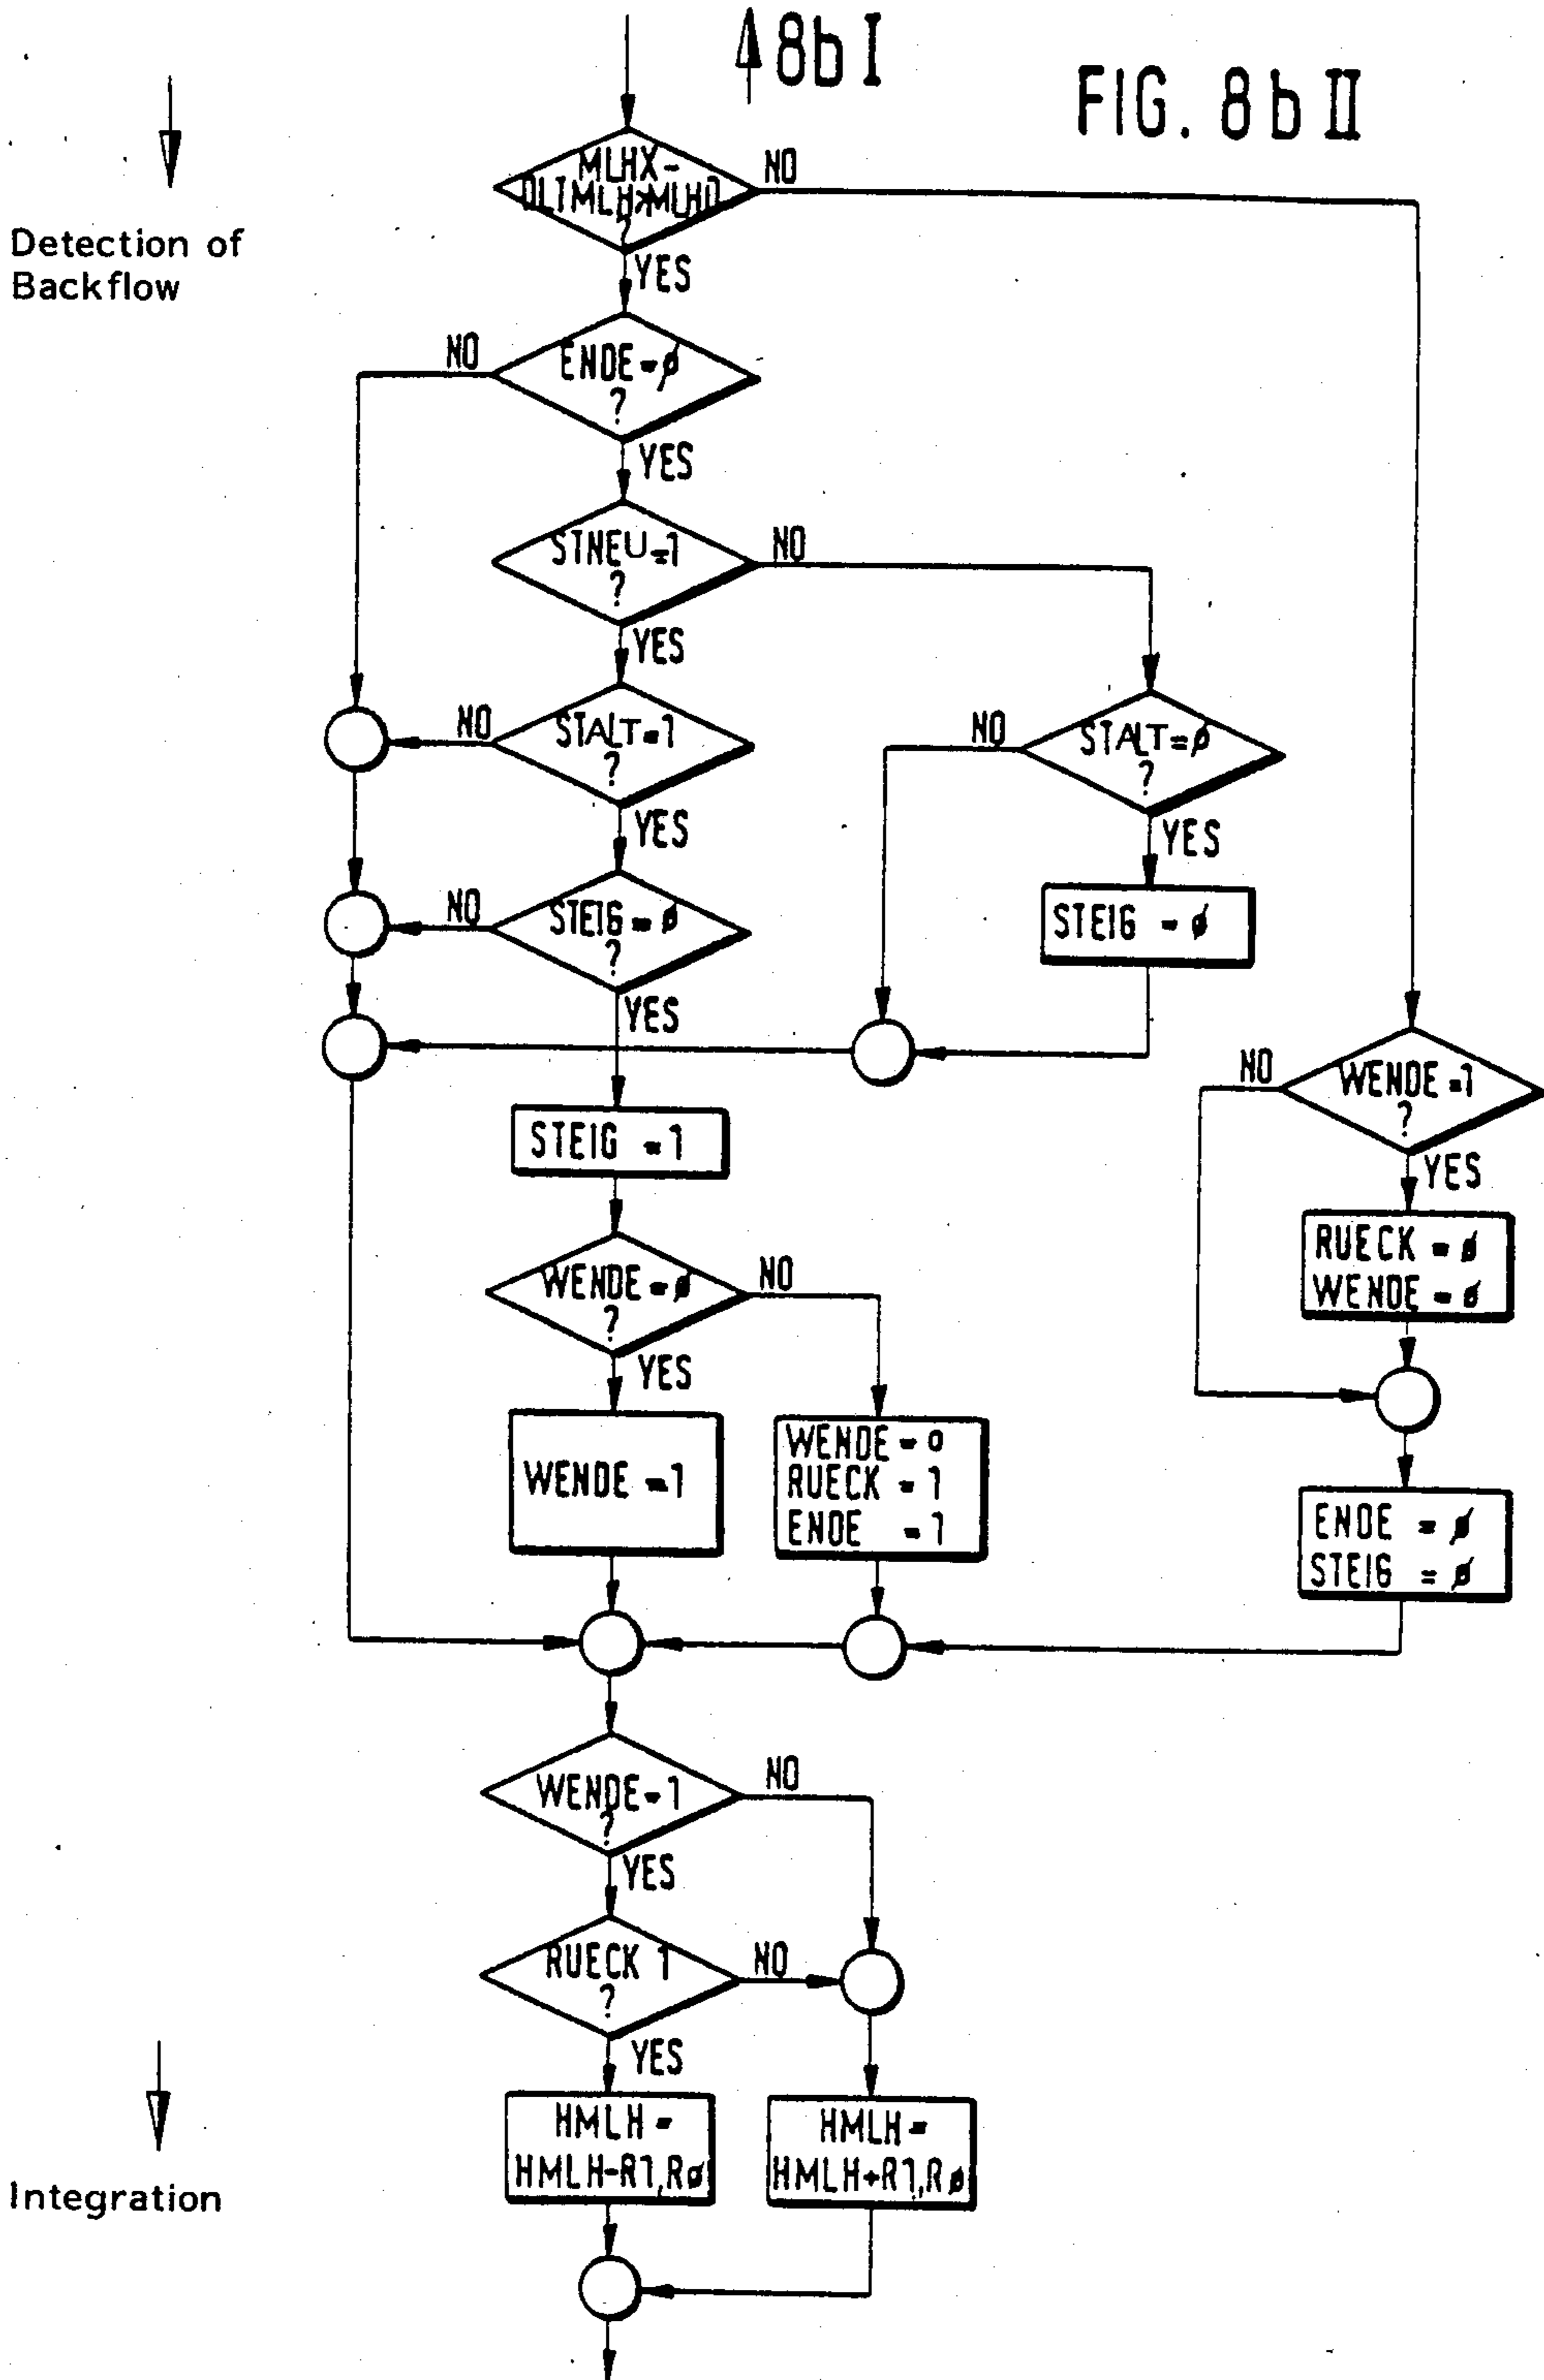 8b I
FIG. 8b II
Detection of
Backflow
MLHX-
DLTMLH>MLHD
?
NO
YES
ENDE=ø
?
NO
YES
STNEU=1
?
NO
YES
STALT=1
?
NO
YES
STALT=ø
?
NO
YES
STEIG=ø
?
NO
YES
STEIG = ø
STEIG = 1
WENDE=1
?
NO
YES
RUECK = ø
WENDE = ø
WENDE=ø
?
NO
YES
WENDE = 1
WENDE = 0
RUECK = 1
ENDE = 1
ENDE = ø
STEIG = ø
WENDE=1
?
NO
YES
RUECK 1
?
NO
YES
HMLH =
HMLH-R1,Rø
HMLH =
HMLH+R1,Rø
Integration